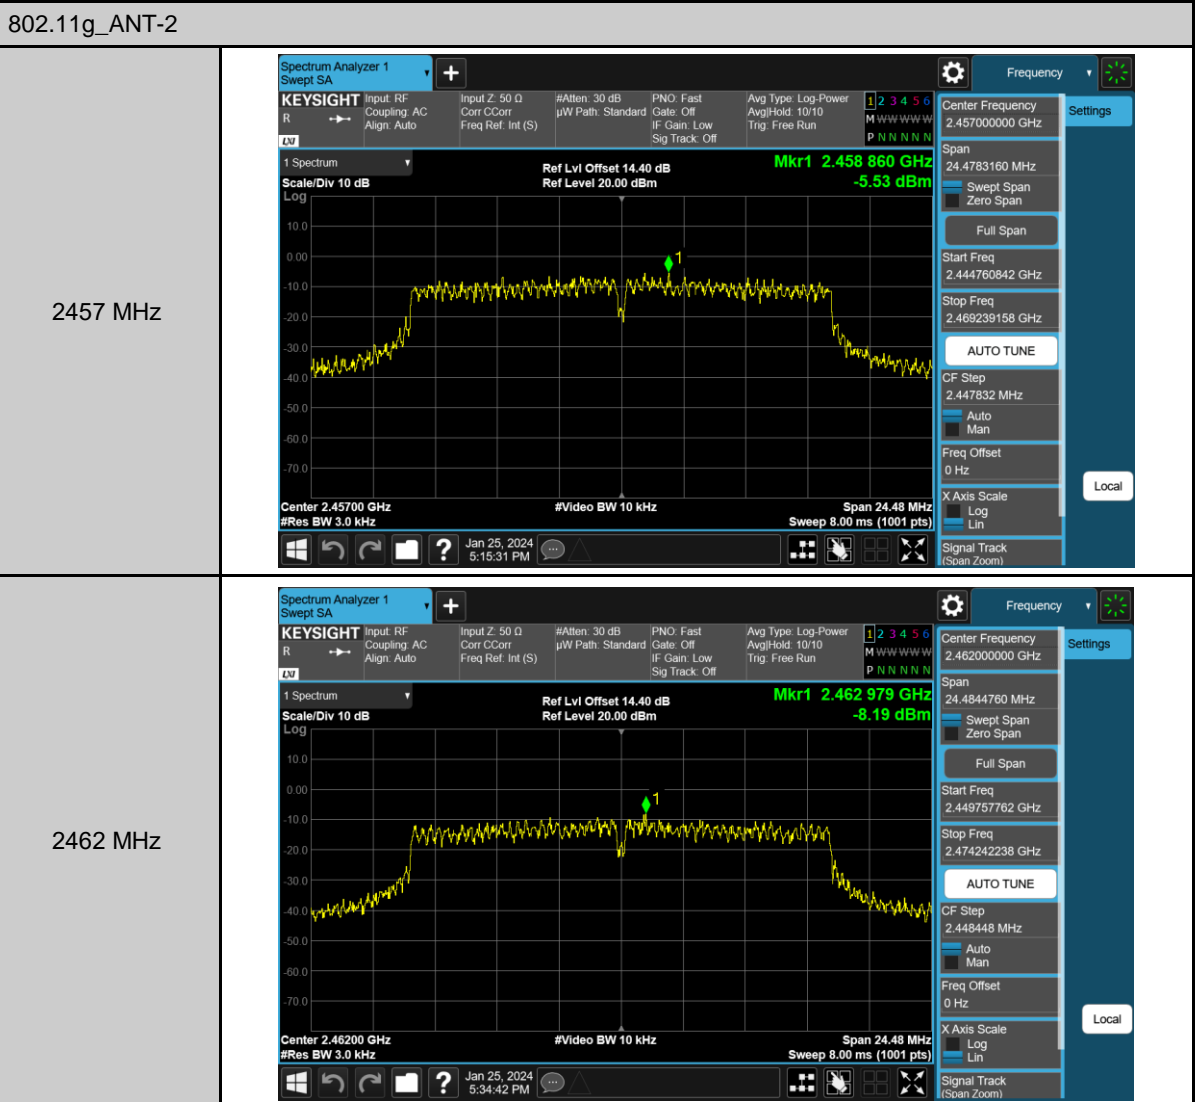 802.11g_ANT-2
2457 MHz
Spectrum Analyzer 1
Swept SA
Frequency
KEYSIGHT
R
LXI
Input: RF
Coupling: AC
Align: Auto
Input Z: 50 Ω
Corr CCorr
Freq Ref: Int (S)
#Atten: 30 dB
µW Path: Standard
PNO: Fast
Gate: Off
IF Gain: Low
Sig Track: Off
Avg Type: Log-Power
Avg|Hold: 10/10
Trig: Free Run
1 2 3 4 5 6
M W W W W W
P N N N N N
Center Frequency
2.457000000 GHz
Settings
1 Spectrum
Scale/Div 10 dB
Log
Ref Lvl Offset 14.40 dB
Ref Level 20.00 dBm
Mkr1 2.458 860 GHz
-5.53 dBm
Span
24.4783160 MHz
Swept Span
Zero Span
Full Span
Start Freq
2.444760842 GHz
Stop Freq
2.469239158 GHz
AUTO TUNE
CF Step
2.447832 MHz
Auto
Man
Freq Offset
0 Hz
X Axis Scale
Log
Lin
Signal Track
(Span Zoom)
Local
10.0
0.00
-10.0
-20.0
-30.0
-40.0
-50.0
-60.0
-70.0
1
Center 2.45700 GHz
#Video BW 10 kHz
Span 24.48 MHz
#Res BW 3.0 kHz
Sweep 8.00 ms (1001 pts)
?
Jan 25, 2024
5:15:31 PM
2462 MHz
Spectrum Analyzer 1
Swept SA
Frequency
KEYSIGHT
R
LXI
Input: RF
Coupling: AC
Align: Auto
Input Z: 50 Ω
Corr CCorr
Freq Ref: Int (S)
#Atten: 30 dB
µW Path: Standard
PNO: Fast
Gate: Off
IF Gain: Low
Sig Track: Off
Avg Type: Log-Power
Avg|Hold: 10/10
Trig: Free Run
1 2 3 4 5 6
M W W W W W
P N N N N N
Center Frequency
2.462000000 GHz
Settings
1 Spectrum
Scale/Div 10 dB
Log
Ref Lvl Offset 14.40 dB
Ref Level 20.00 dBm
Mkr1 2.462 979 GHz
-8.19 dBm
Span
24.4844760 MHz
Swept Span
Zero Span
Full Span
Start Freq
2.449757762 GHz
Stop Freq
2.474242238 GHz
AUTO TUNE
CF Step
2.448448 MHz
Auto
Man
Freq Offset
0 Hz
X Axis Scale
Log
Lin
Signal Track
(Span Zoom)
Local
10.0
0.00
-10.0
-20.0
-30.0
-40.0
-50.0
-60.0
-70.0
1
Center 2.46200 GHz
#Video BW 10 kHz
Span 24.48 MHz
#Res BW 3.0 kHz
Sweep 8.00 ms (1001 pts)
?
Jan 25, 2024
5:34:42 PM